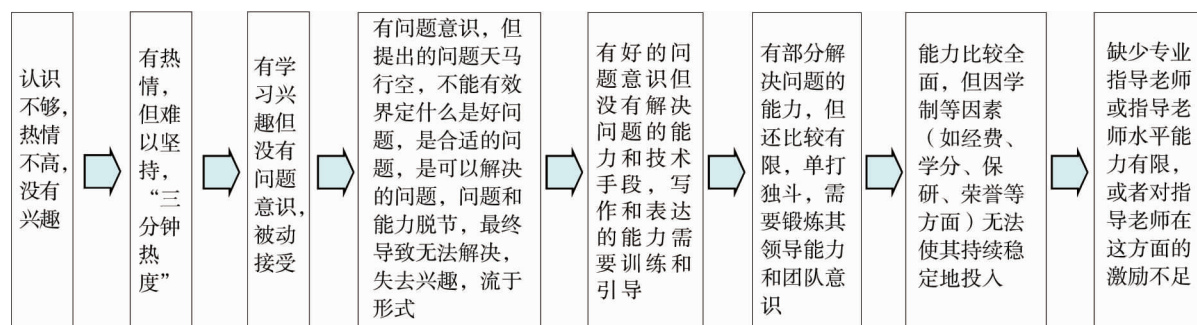 认识
不够，
热情
不高，
没有
兴趣
有热
情，
但难
以坚
持，
“三
分钟
热
度”
有学
习兴
趣但
没有
问题
意识，
被动
接受
有问题意识，但
提出的问题天马
行空，不能有效
界定什么是好问
题，是合适的问
题，是可以解决
的问题，问题和
能力脱节，最终
导致无法解决，
失去兴趣，流于
形式
有好的问
题意识但
没有解决
问题的能
力和技术
手段，写
作和表达
的能力需
要训练和
引导
有部分解
决问题的
能力，但
还比较有
限，单打
独斗，需
要锻炼其
领导能力
和团队意
识
能力比较全
面，但因学
制等因素
（如经费、
学分、保
研、荣誉等
方面）无法
使其持续稳
定地投入
缺少专业
指导老师
或指导老
师水平能
力有限，
或者对指
导老师在
这方面的
激励不足